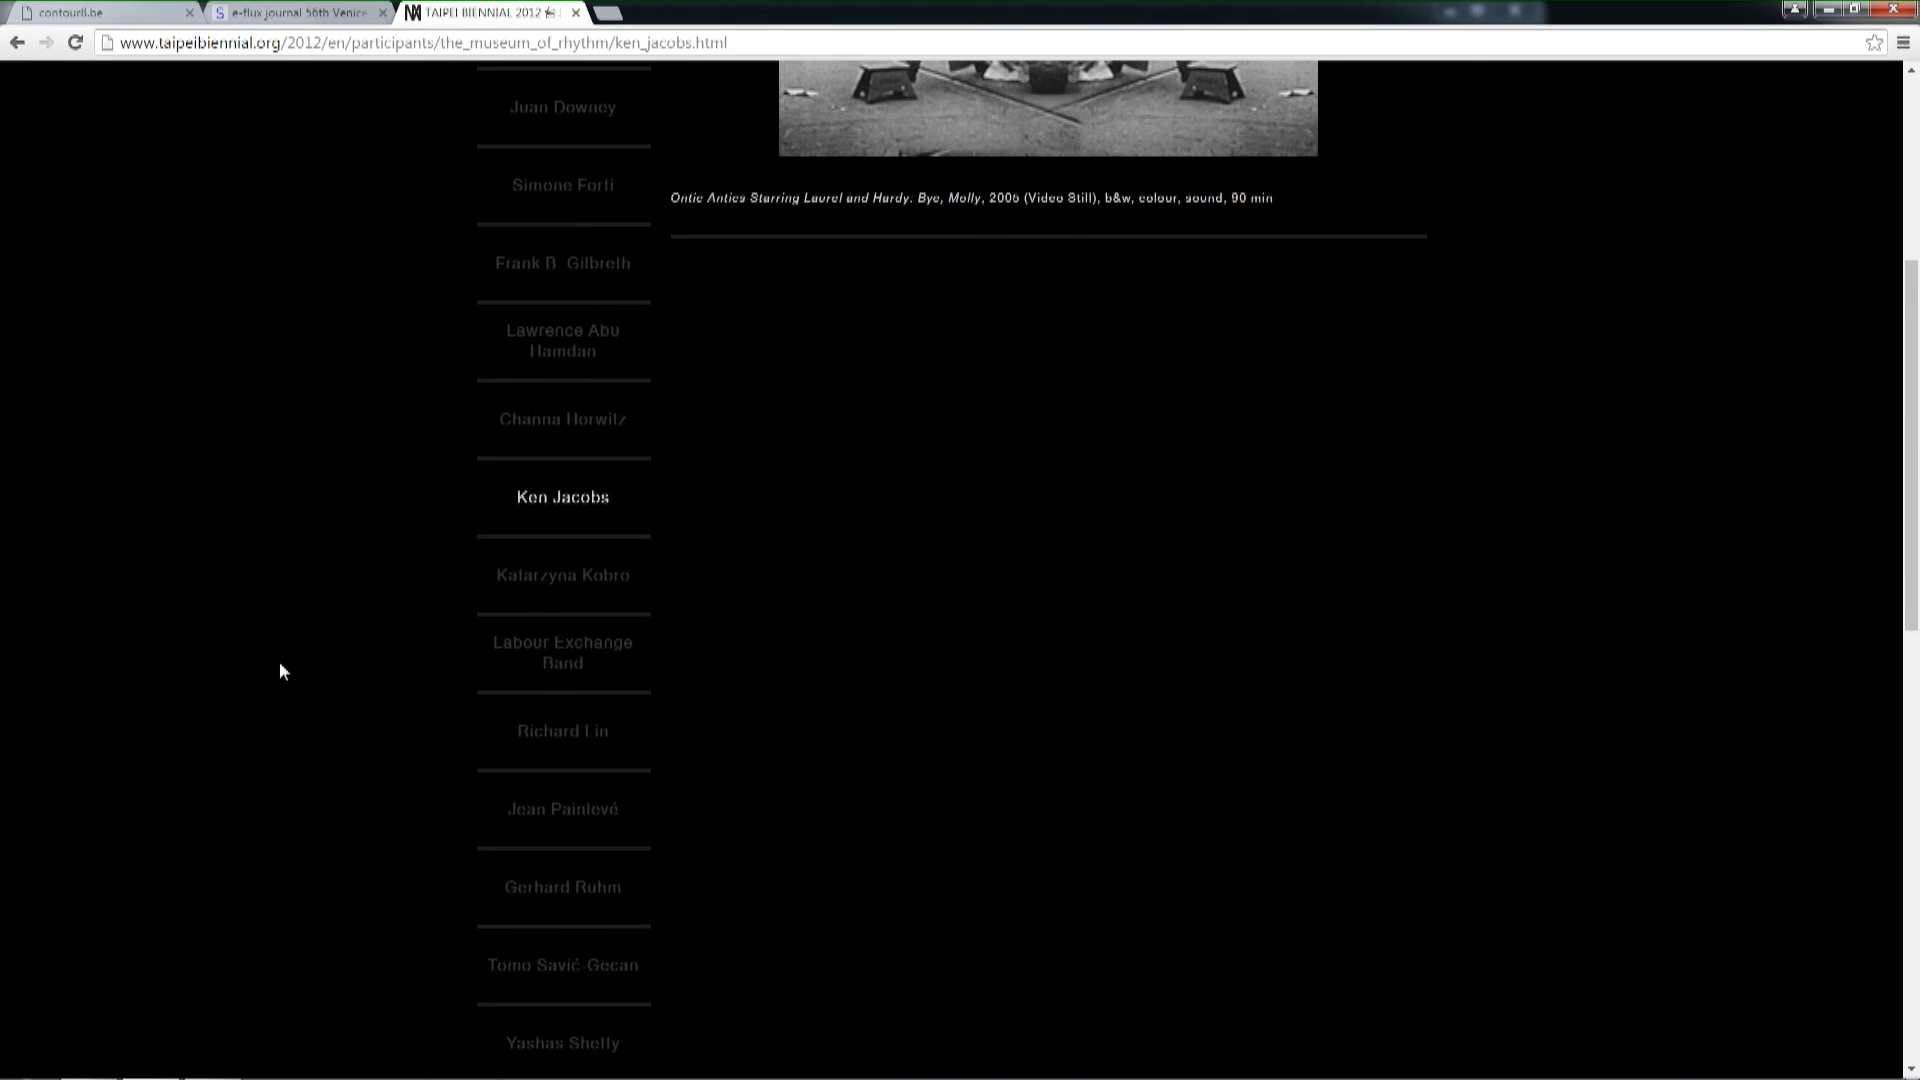 contour8.be
e-flux journal 56th Venice
TAIPEI BIENNIAL 2012
www.taipeibiennial.org/2012/en/participants/the_museum_of_rhythm/ken_jacobs.html
Juan Downey
Simone Forti
Frank B. Gilbreth
Lawrence Abu
Hamdan
Channa Horwitz
Ken Jacobs
Katarzyna Kobro
Labour Exchange
Band
Richard Lin
Jean Painlevé
Gerhard Ruhm
Tomo Savić-Gecan
Yashas Shetty
Ontic Antics Starring Laurel and Hardy. Bye, Molly, 2005 (Video Still), b&w, colour, sound, 90 min